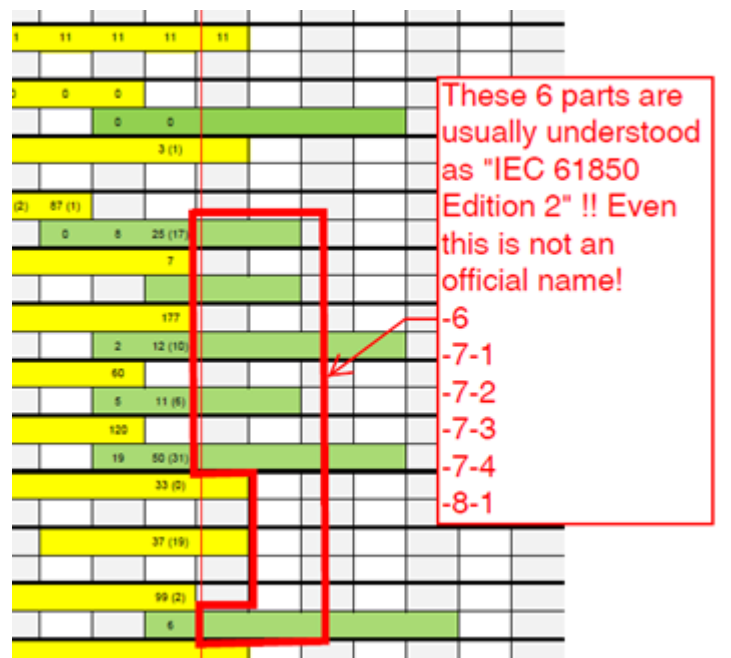 11 11 11 11
0 0
0 0
3 (1)
(2) 87 (1)
0 8 25 (17)
7
177
2 12 (10)
60
5 11 (6)
120
19 50 (31)
33 (0)
37 (19)
99 (2)
6
These 6 parts are
usually understood
as "IEC 61850
Edition 2" !! Even
this is not an
official name!
-6
-7-1
-7-2
-7-3
-7-4
-8-1